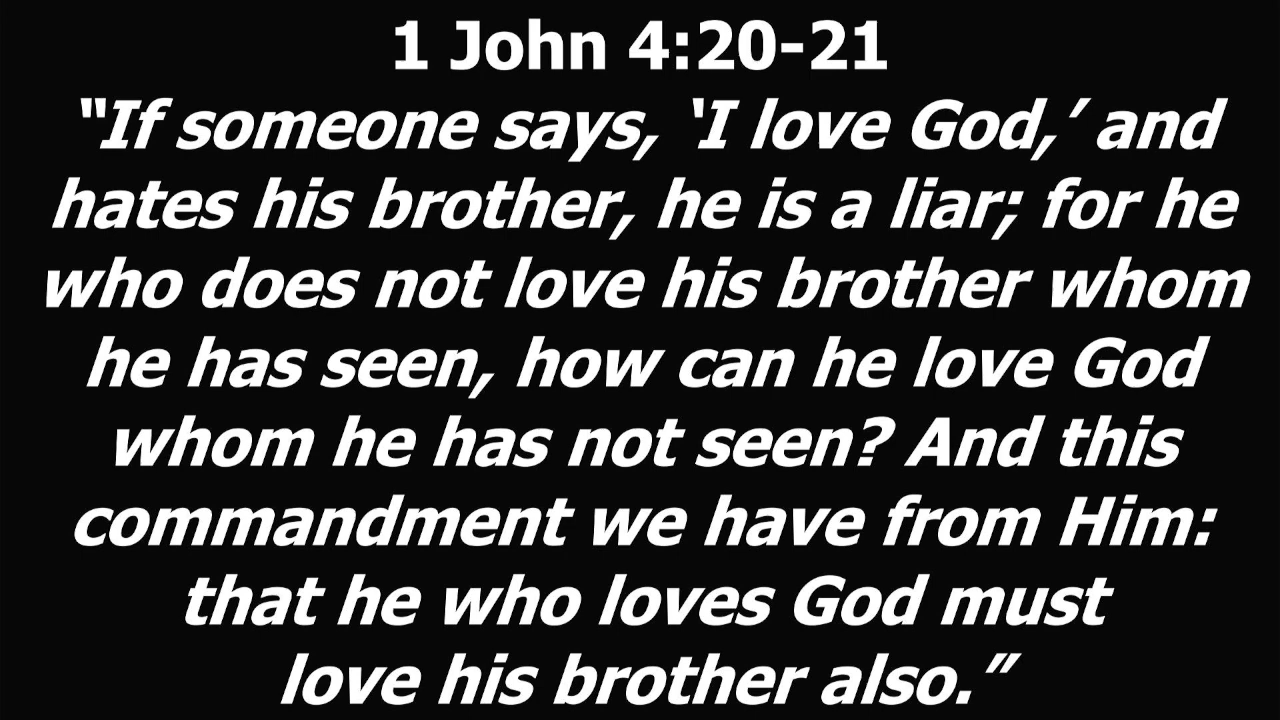 1 John 4:20-21
“If someone says, ‘I love God,’ and
hates his brother, he is a liar; for he
who does not love his brother whom
he has seen, how can he love God
whom he has not seen? And this
commandment we have from Him:
that he who loves God must
love his brother also.”